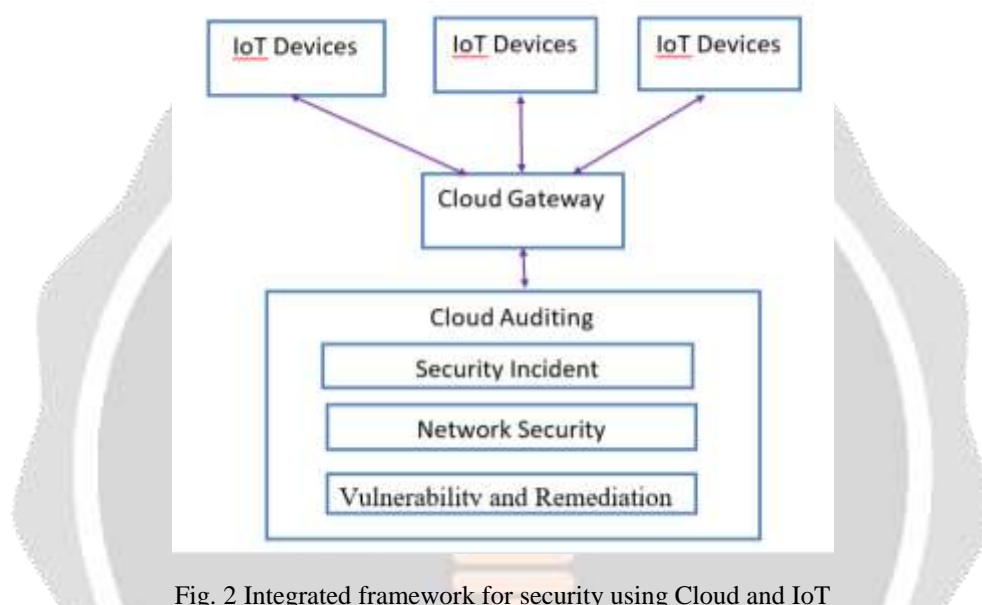 IoT Devices
IoT Devices
IoT Devices
Cloud Gateway
Cloud Auditing
Security Incident
Network Security
Vulnerability and Remediation
Fig. 2 Integrated framework for security using Cloud and IoT